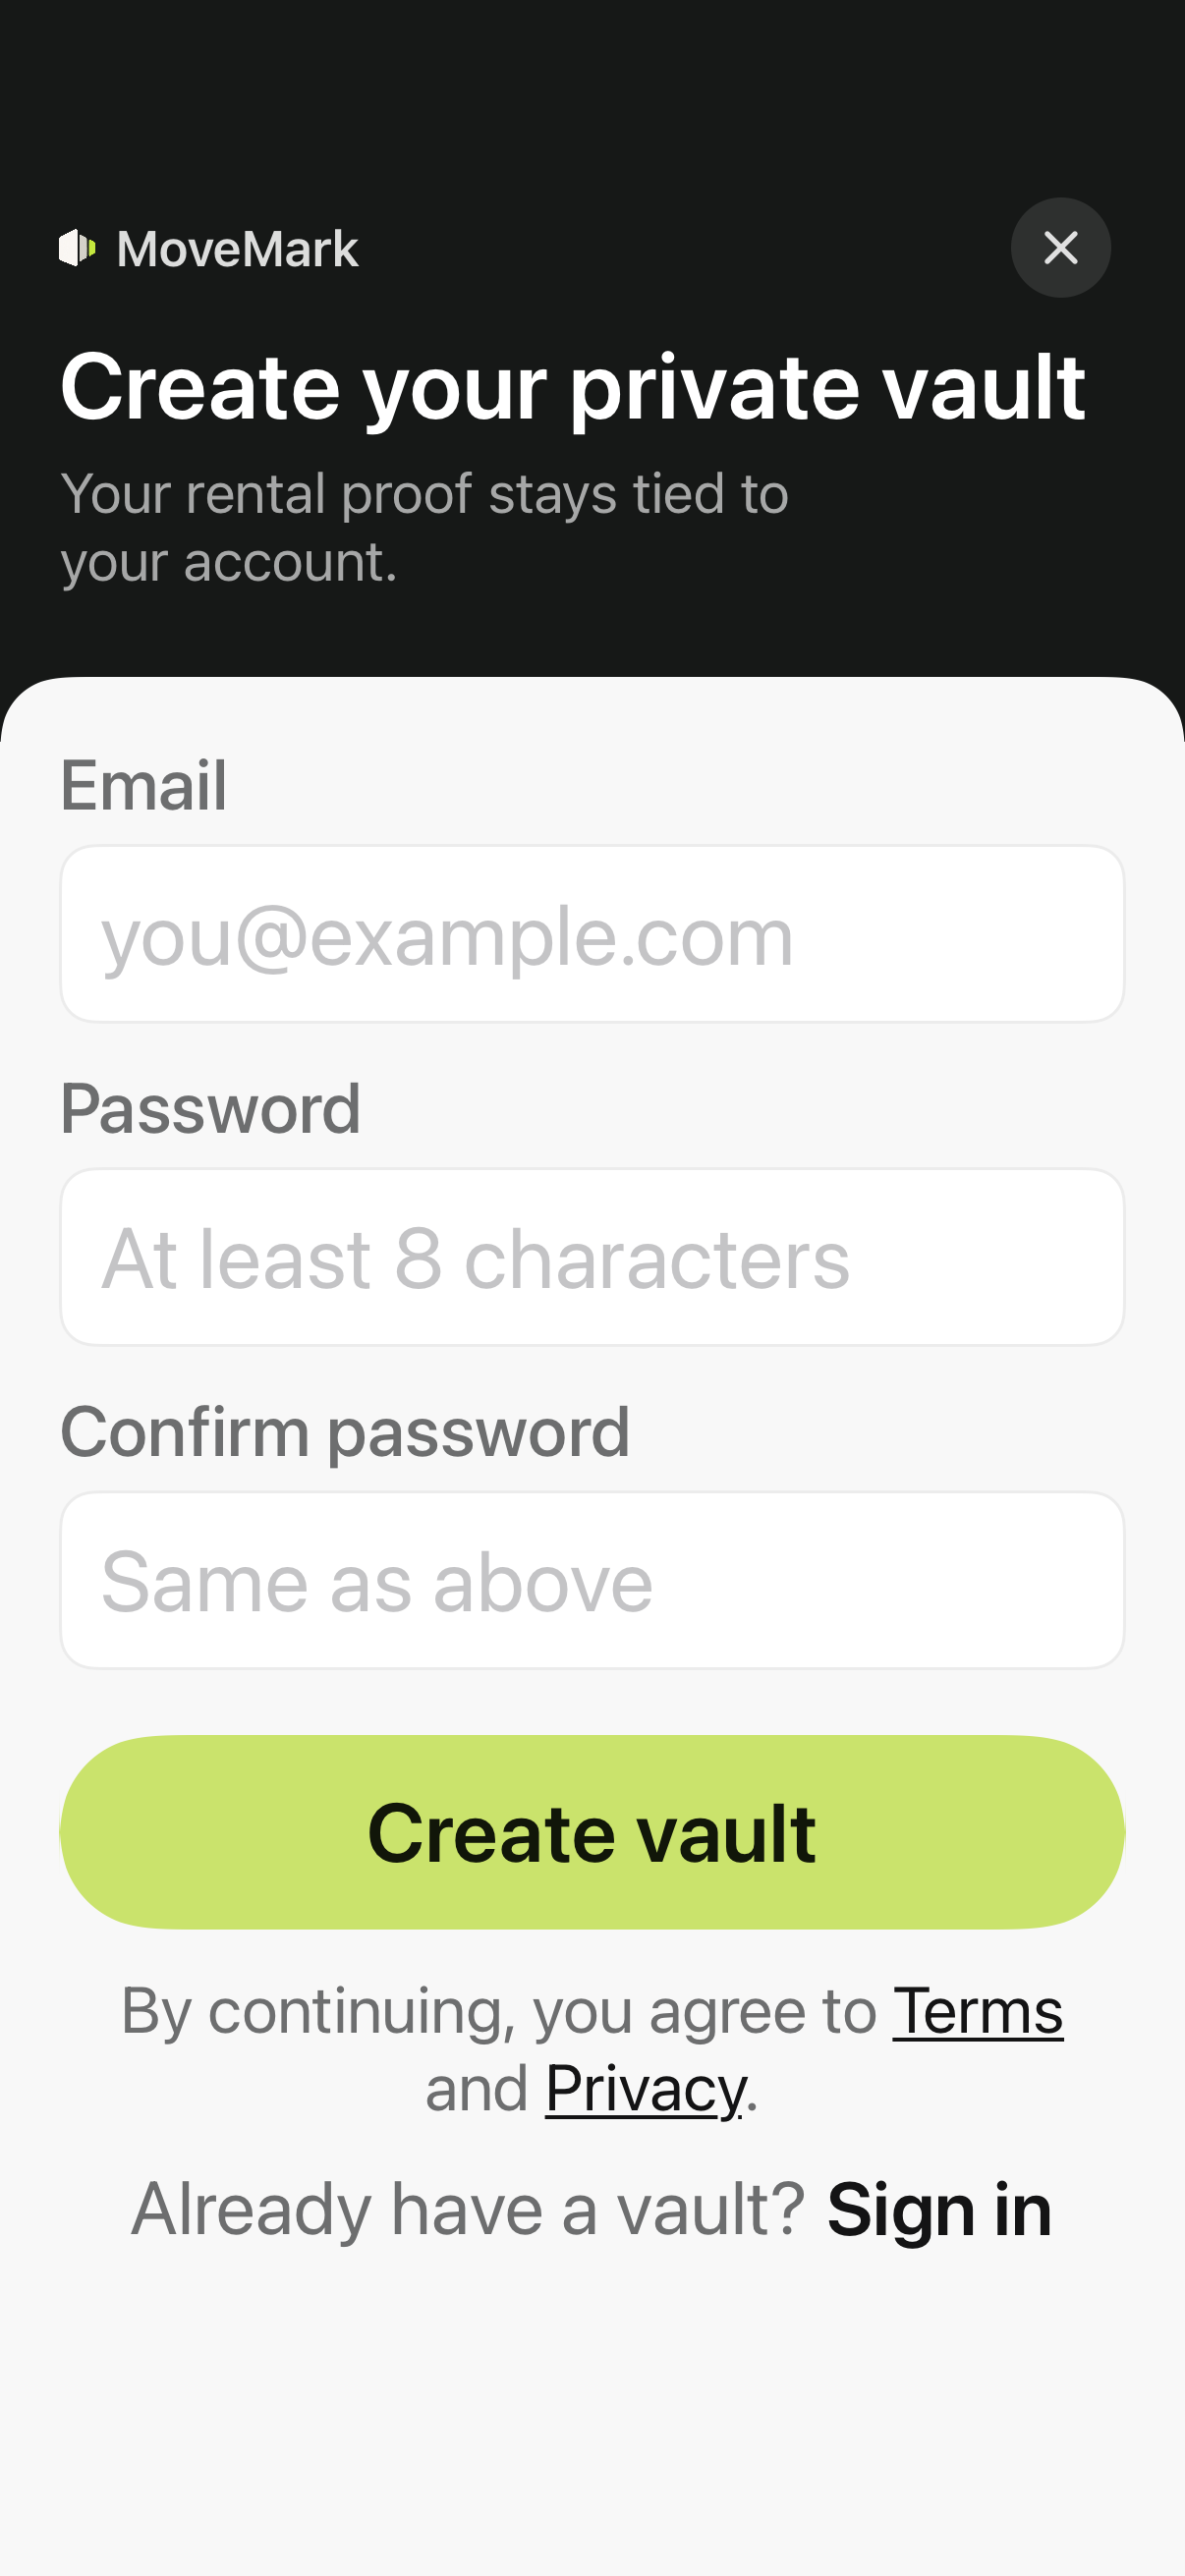 MoveMark
Create your private vault
Your rental proof stays tied to
your account.
Email
you@example.com
Password
At least 8 characters
Confirm password
Same as above
Create vault
By continuing, you agree to Terms
and Privacy.
Already have a vault? Sign in